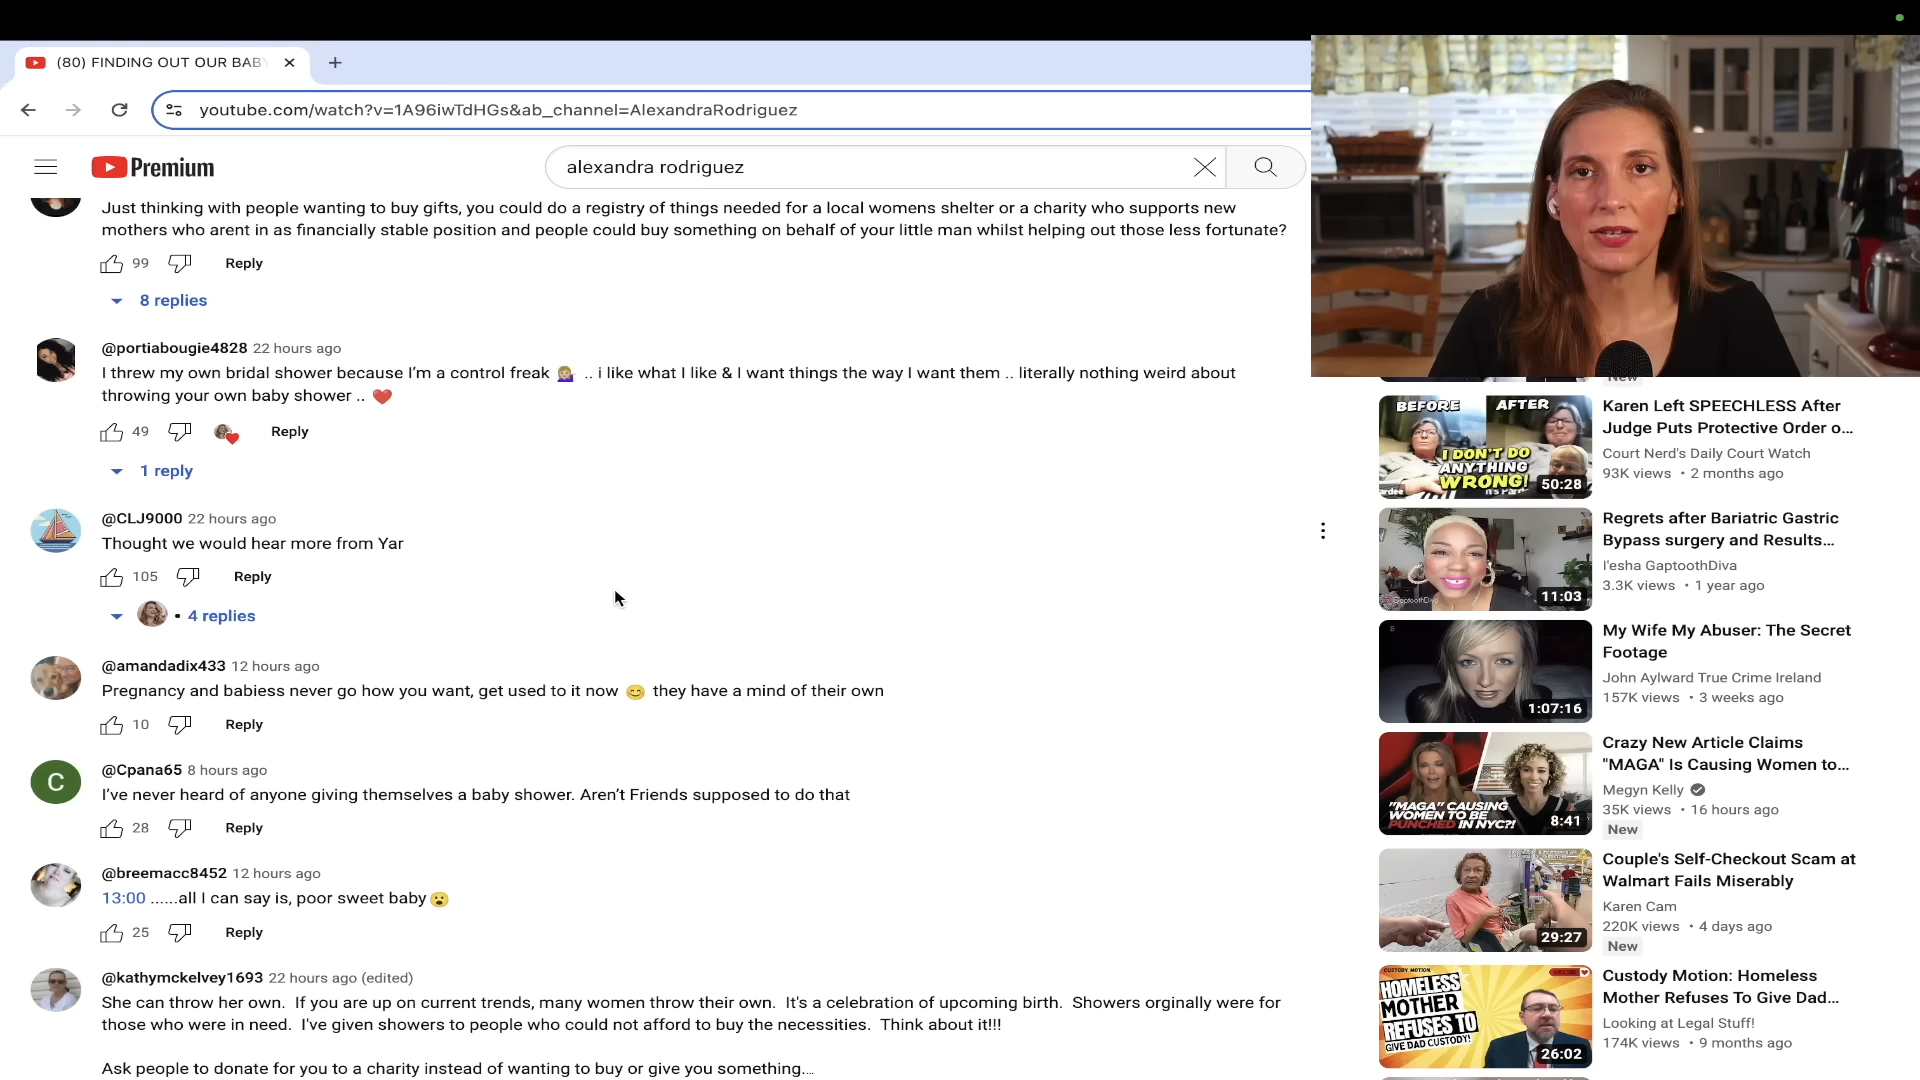 (80) FINDING OUT OUR BAB
youtube.com/watch?v=1A96iwTdHGs&ab_channel=AlexandraRodriguez
Premium
alexandra rodriguez
Just thinking with people wanting to buy gifts, you could do a registry of things needed for a local womens shelter or a charity who supports new
mothers who arent in as financially stable position and people could buy something on behalf of your little man whilst helping out those less fortunate?
99 Reply
8 replies
@portiabougie4828 22 hours ago
I threw my own bridal shower because I’m a control freak 💁🏼‍♀️ .. i like what I like & I want things the way I want them .. literally nothing weird about
throwing your own baby shower .. ❤️
49 Reply
1 reply
@CLJ9000 22 hours ago
Thought we would hear more from Yar
105 Reply
• 4 replies
@amandadix433 12 hours ago
Pregnancy and babiess never go how you want, get used to it now 😊 they have a mind of their own
10 Reply
C
@Cpana65 8 hours ago
I’ve never heard of anyone giving themselves a baby shower. Aren’t Friends supposed to do that
28 Reply
@breemacc8452 12 hours ago
13:00 ......all I can say is, poor sweet baby😮
25 Reply
@kathymckelvey1693 22 hours ago (edited)
She can throw her own. If you are up on current trends, many women throw their own. It's a celebration of upcoming birth. Showers orginally were for
those who were in need. I've given showers to people who could not afford to buy the necessities. Think about it!!!
Ask people to donate for you to a charity instead of wanting to buy or give you something...
New
BEFORE AFTER
I DON'T DO
ANYTHING
WRONG!
50:28
Karen Left SPEECHLESS After
Judge Puts Protective Order o...
Court Nerd's Daily Court Watch
93K views • 2 months ago
GaptoothDiva
11:03
Regrets after Bariatric Gastric
Bypass surgery and Results...
I'esha GaptoothDiva
3.3K views • 1 year ago
1:07:16
My Wife My Abuser: The Secret
Footage
John Aylward True Crime Ireland
157K views • 3 weeks ago
"MAGA" CAUSING
WOMEN TO BE
PUNCHED IN NYC?!
8:41
Crazy New Article Claims
"MAGA" Is Causing Women to...
Megyn Kelly
35K views • 16 hours ago
New
29:27
Couple's Self-Checkout Scam at
Walmart Fails Miserably
Karen Cam
220K views • 4 days ago
New
CUSTODY MOTION:
HOMELESS
MOTHER
REFUSES TO
GIVE DAD CUSTODY!
26:02
Custody Motion: Homeless
Mother Refuses To Give Dad...
Looking at Legal Stuff!
174K views • 9 months ago